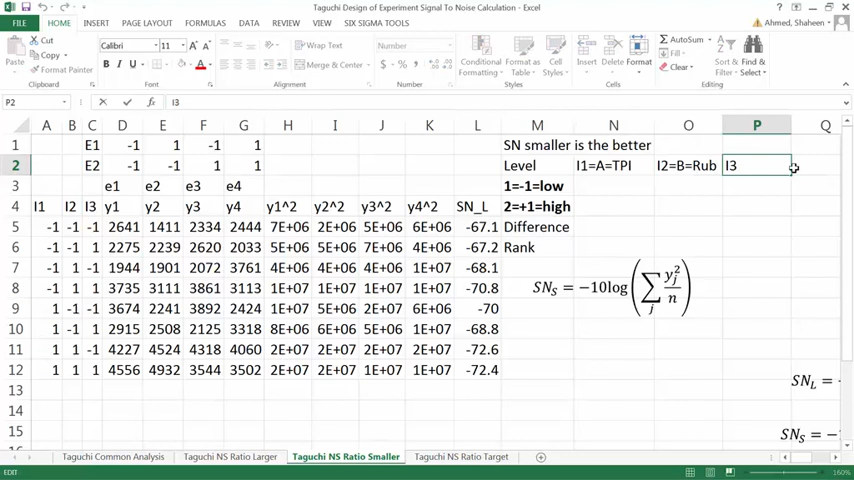 Taguchi Design of Experiment Signal To Noise Calculation - Excel
FILE HOME INSERT PAGE LAYOUT FORMULAS DATA REVIEW VIEW SIX SIGMA TOOLS Ahmed, Shaheen
Cut
Copy
Format Painter
Paste
Clipboard
Calibri 11
B I U
Font
Wrap Text
Merge & Center
Alignment
Number
$ % ,
Number
Conditional Formatting
Format as Table
Cell Styles
Styles
Insert Delete Format
Cells
AutoSum
Fill
Clear
Sort & Filter
Find & Select
Editing
P2 fx I3
A B C D E F G H I J K L M N O P Q
1 E1 -1 1 -1 1 SN smaller is the better
2 E2 -1 -1 1 1 Level I1=A=TPI I2=B=Rub I3
3 e1 e2 e3 e4 1=-1=low
4 I1 I2 I3 y1 y2 y3 y4 y1^2 y2^2 y3^2 y4^2 SN_L 2=+1=high
5 -1 -1 -1 2641 1411 2334 2444 7E+06 2E+06 5E+06 6E+06 -67.1 Difference
6 -1 -1 1 2275 2239 2620 2033 5E+06 5E+06 7E+06 4E+06 -67.2 Rank
7 -1 1 -1 1944 1901 2072 3761 4E+06 4E+06 4E+06 1E+07 -68.1
8 -1 1 1 3735 3111 3861 3113 1E+07 1E+07 1E+07 1E+07 -70.8
9 1 -1 -1 3674 2241 3892 2424 1E+07 5E+06 2E+07 6E+06 -70
10 1 -1 1 2915 2508 2125 3318 8E+06 6E+06 5E+06 1E+07 -68.8
11 1 1 -1 4227 4524 4318 4060 2E+07 2E+07 2E+07 2E+07 -72.6
12 1 1 1 4556 4932 3544 3502 2E+07 2E+07 1E+07 1E+07 -72.4
SN_S = −10log(∑_j y_j^2/n)
13
SN_L = -
14
15
SN_S = −
Taguchi Common Analysis Taguchi NS Ratio Larger Taguchi NS Ratio Smaller Taguchi NS Ratio Target
EDIT 160%